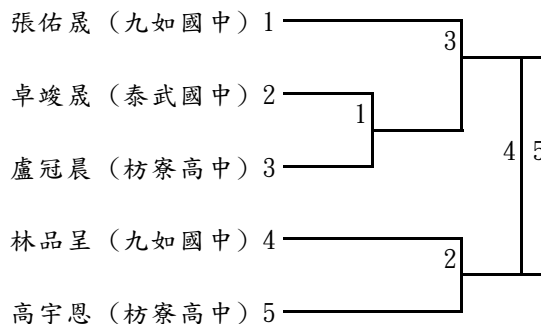 張佑晟（九如國中）1
3
卓竣晟（泰武國中）2
1
盧冠晨（枋寮高中）3
4 5
林品呈（九如國中）4
2
高宇恩（枋寮高中）5